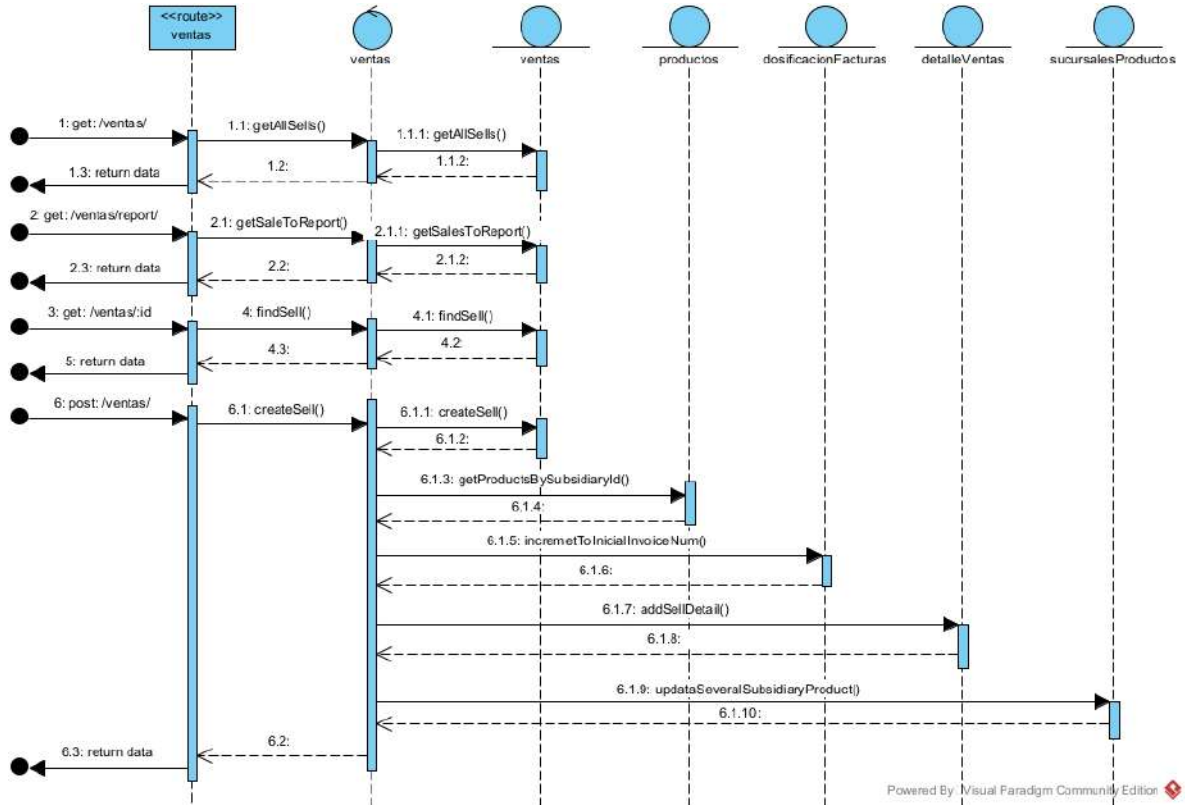 <<route>>
ventas
ventas
ventas
productos
dosificacionFacturas
detalleVentas
sucursalesProductos
1: get: /ventas/
1.1: getAllSells()
1.1.1: getAllSells()
1.1.2:
1.2:
1.3: return data
2: get: /ventas/report/
2.1: getSaleToReport()
2.1.1: getSalesToReport()
2.1.2:
2.2:
2.3: return data
3: get: /ventas/:id
4: findSell()
4.1: findSell()
4.2:
4.3:
5: return data
6: post: /ventas/
6.1: createSell()
6.1.1: createSell()
6.1.2:
6.1.3: getProductsBySubsidiaryId()
6.1.4:
6.1.5: incremetToInicialInvoiceNum()
6.1.6:
6.1.7: addSellDetail()
6.1.8:
6.1.9: updataSeveralSubsidiaryProduct()
6.1.10:
6.2:
6.3: return data
Powered By Visual Paradigm Community Edition